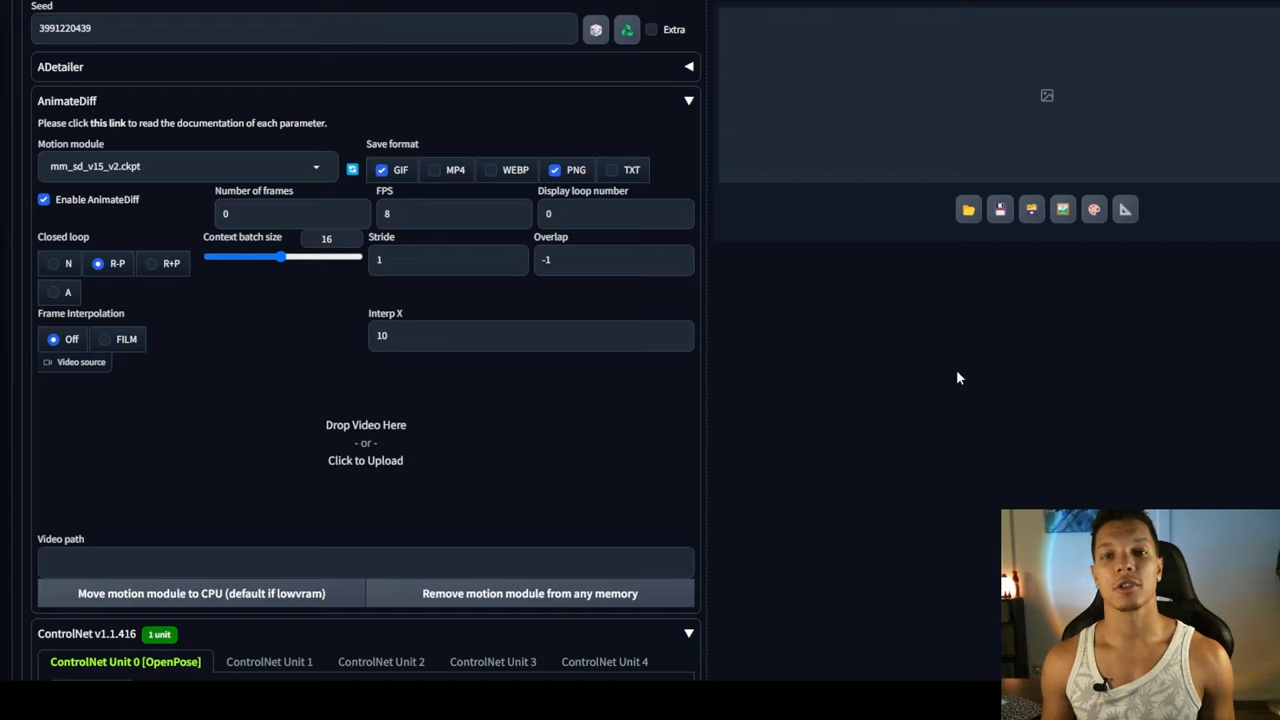 Seed
3991220439
Extra
ADetailer
AnimateDiff
Please click this link to read the documentation of each parameter.
Motion module
Save format
mm_sd_v15_v2.ckpt
GIF
MP4
WEBP
PNG
TXT
Enable AnimateDiff
Number of frames
FPS
Display loop number
0
8
0
Closed loop
Context batch size
16
Stride
Overlap
N
R-P
R+P
1
-1
A
Frame Interpolation
Interp X
Off
FILM
10
Video source
Drop Video Here
- or -
Click to Upload
Video path
Move motion module to CPU (default if lowvram)
Remove motion module from any memory
ControlNet v1.1.416
1 unit
ControlNet Unit 0 [OpenPose]
ControlNet Unit 1
ControlNet Unit 2
ControlNet Unit 3
ControlNet Unit 4